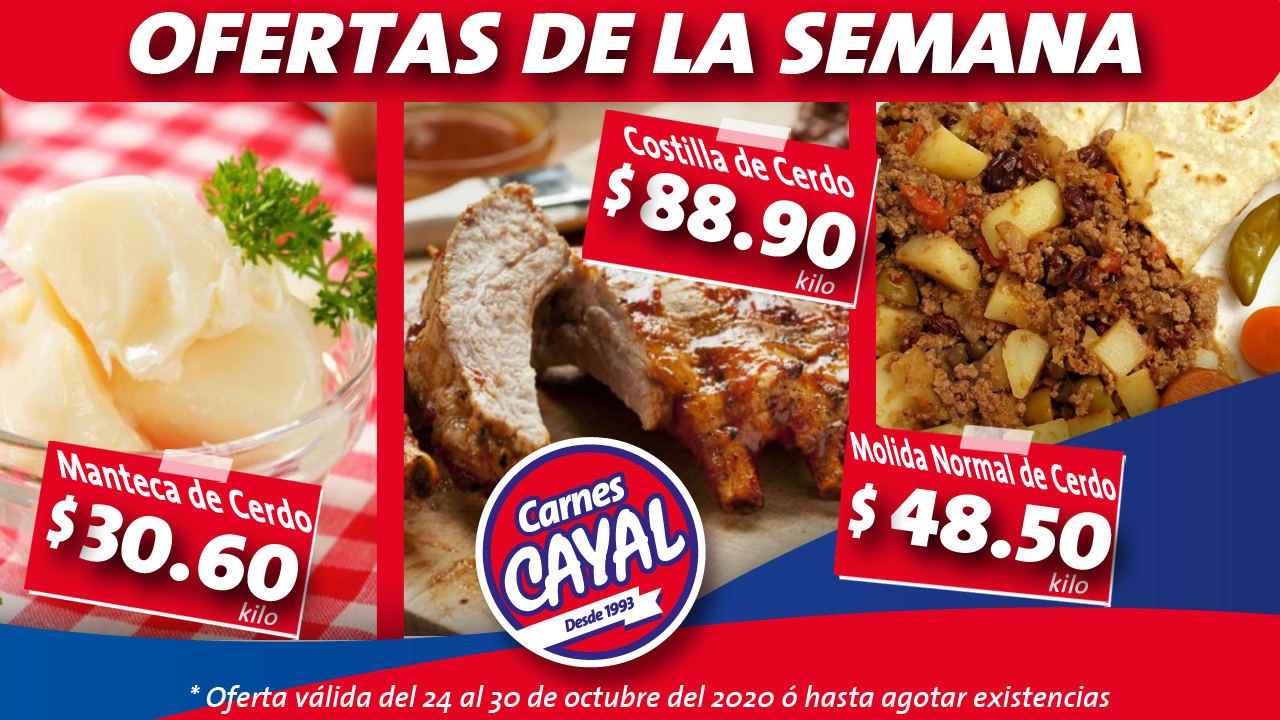 OFERTAS DE LA SEMANA
Costilla de Cerdo
$ 88.90
kilo
Manteca de Cerdo
$ 30.60
kilo
Molida Normal de Cerdo
$ 48.50
kilo
Carnes
CAYAL
Desde 1993
* Oferta válida del 24 al 30 de octubre del 2020 ó hasta agotar existencias